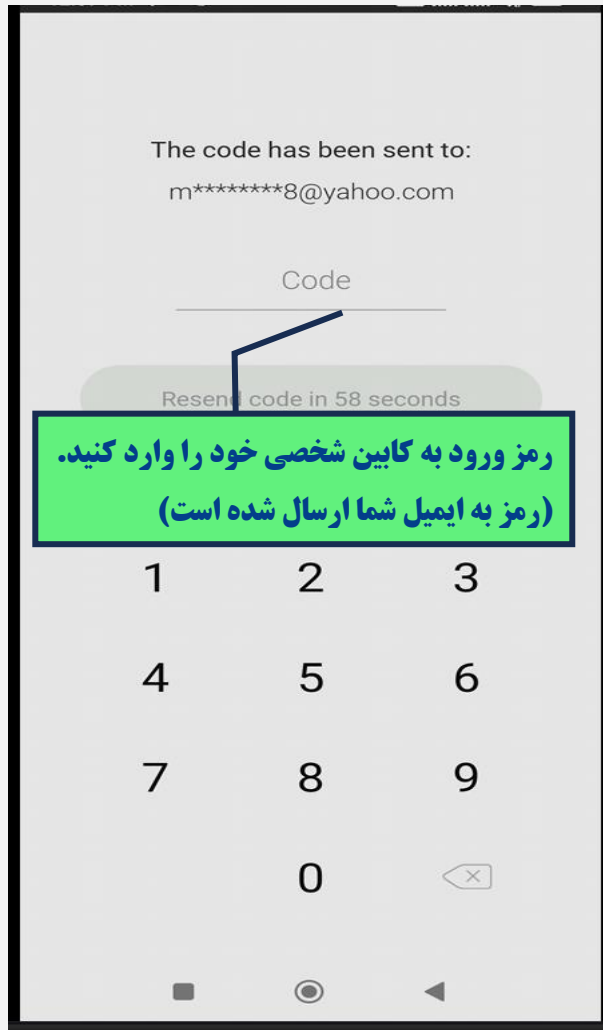 The code has been sent to:
m********8@yahoo.com
Code
Resend code in 58 seconds
رمز ورود به کابین شخصی خود را وارد کنید.
(رمز به ایمیل شما ارسال شده است)
1 2 3
4 5 6
7 8 9
0